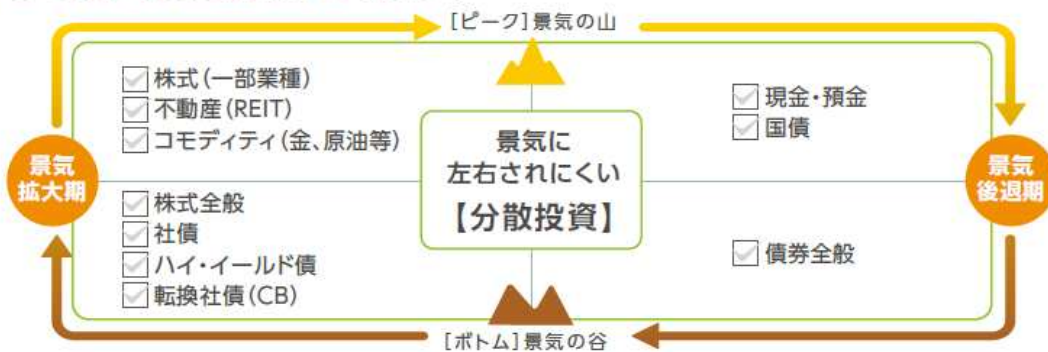 [ピーク]景気の山
株式(一部業種)
不動産(REIT)
コモディティ(金、原油等)
現金・預金
国債
景気に
左右されにくい
【分散投資】
景気
拡大期
景気
後退期
株式全般
社債
ハイ・イールド債
転換社債(CB)
債券全般
[ボトム]景気の谷